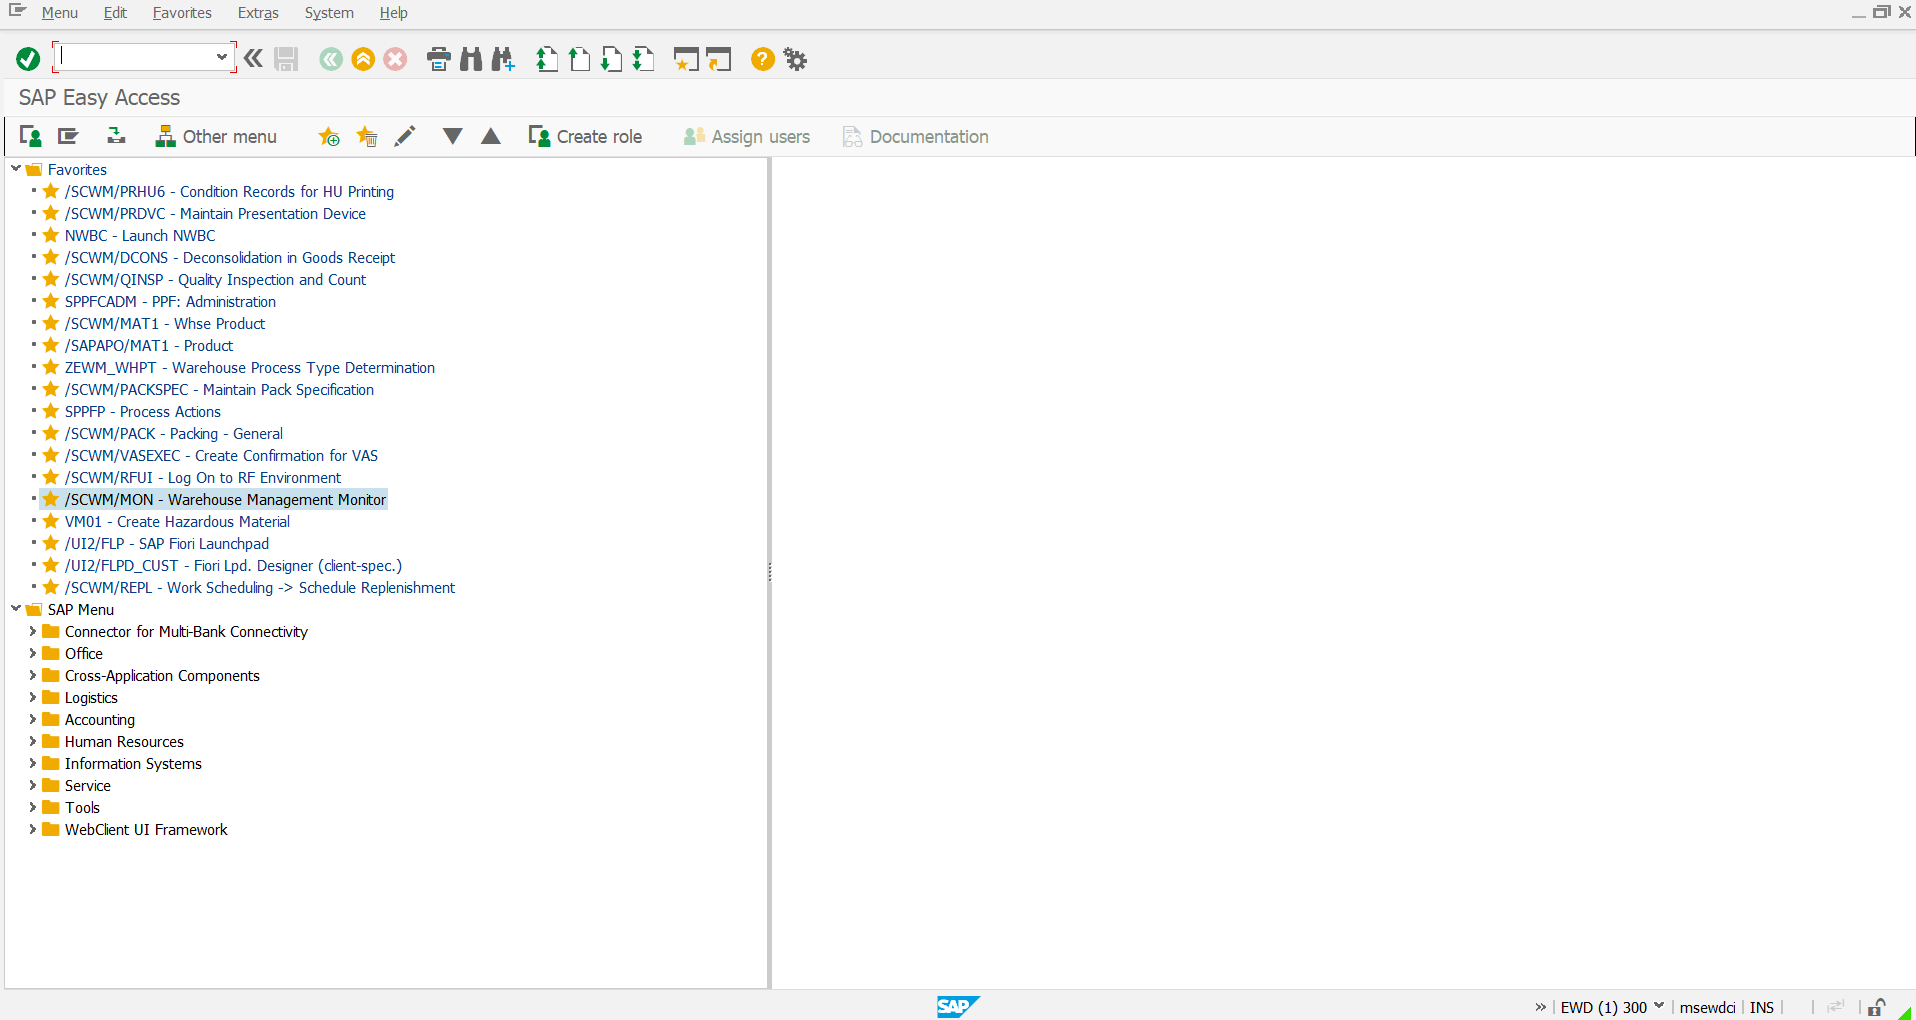 Menu Edit Favorites Extras System Help
SAP Easy Access
Other menu Create role Assign users Documentation
Favorites
/SCWM/PRHU6 - Condition Records for HU Printing
/SCWM/PRDVC - Maintain Presentation Device
NWBC - Launch NWBC
/SCWM/DCONS - Deconsolidation in Goods Receipt
/SCWM/QINSP - Quality Inspection and Count
SPPFCADM - PPF: Administration
/SCWM/MAT1 - Whse Product
/SAPAPO/MAT1 - Product
ZEWM_WHPT - Warehouse Process Type Determination
/SCWM/PACKSPEC - Maintain Pack Specification
SPPFP - Process Actions
/SCWM/PACK - Packing - General
/SCWM/VASEXEC - Create Confirmation for VAS
/SCWM/RFUI - Log On to RF Environment
/SCWM/MON - Warehouse Management Monitor
VM01 - Create Hazardous Material
/UI2/FLP - SAP Fiori Launchpad
/UI2/FLPD_CUST - Fiori Lpd. Designer (client-spec.)
/SCWM/REPL - Work Scheduling -> Schedule Replenishment
SAP Menu
Connector for Multi-Bank Connectivity
Office
Cross-Application Components
Logistics
Accounting
Human Resources
Information Systems
Service
Tools
WebClient UI Framework
SAP EWD (1) 300 msewdci INS